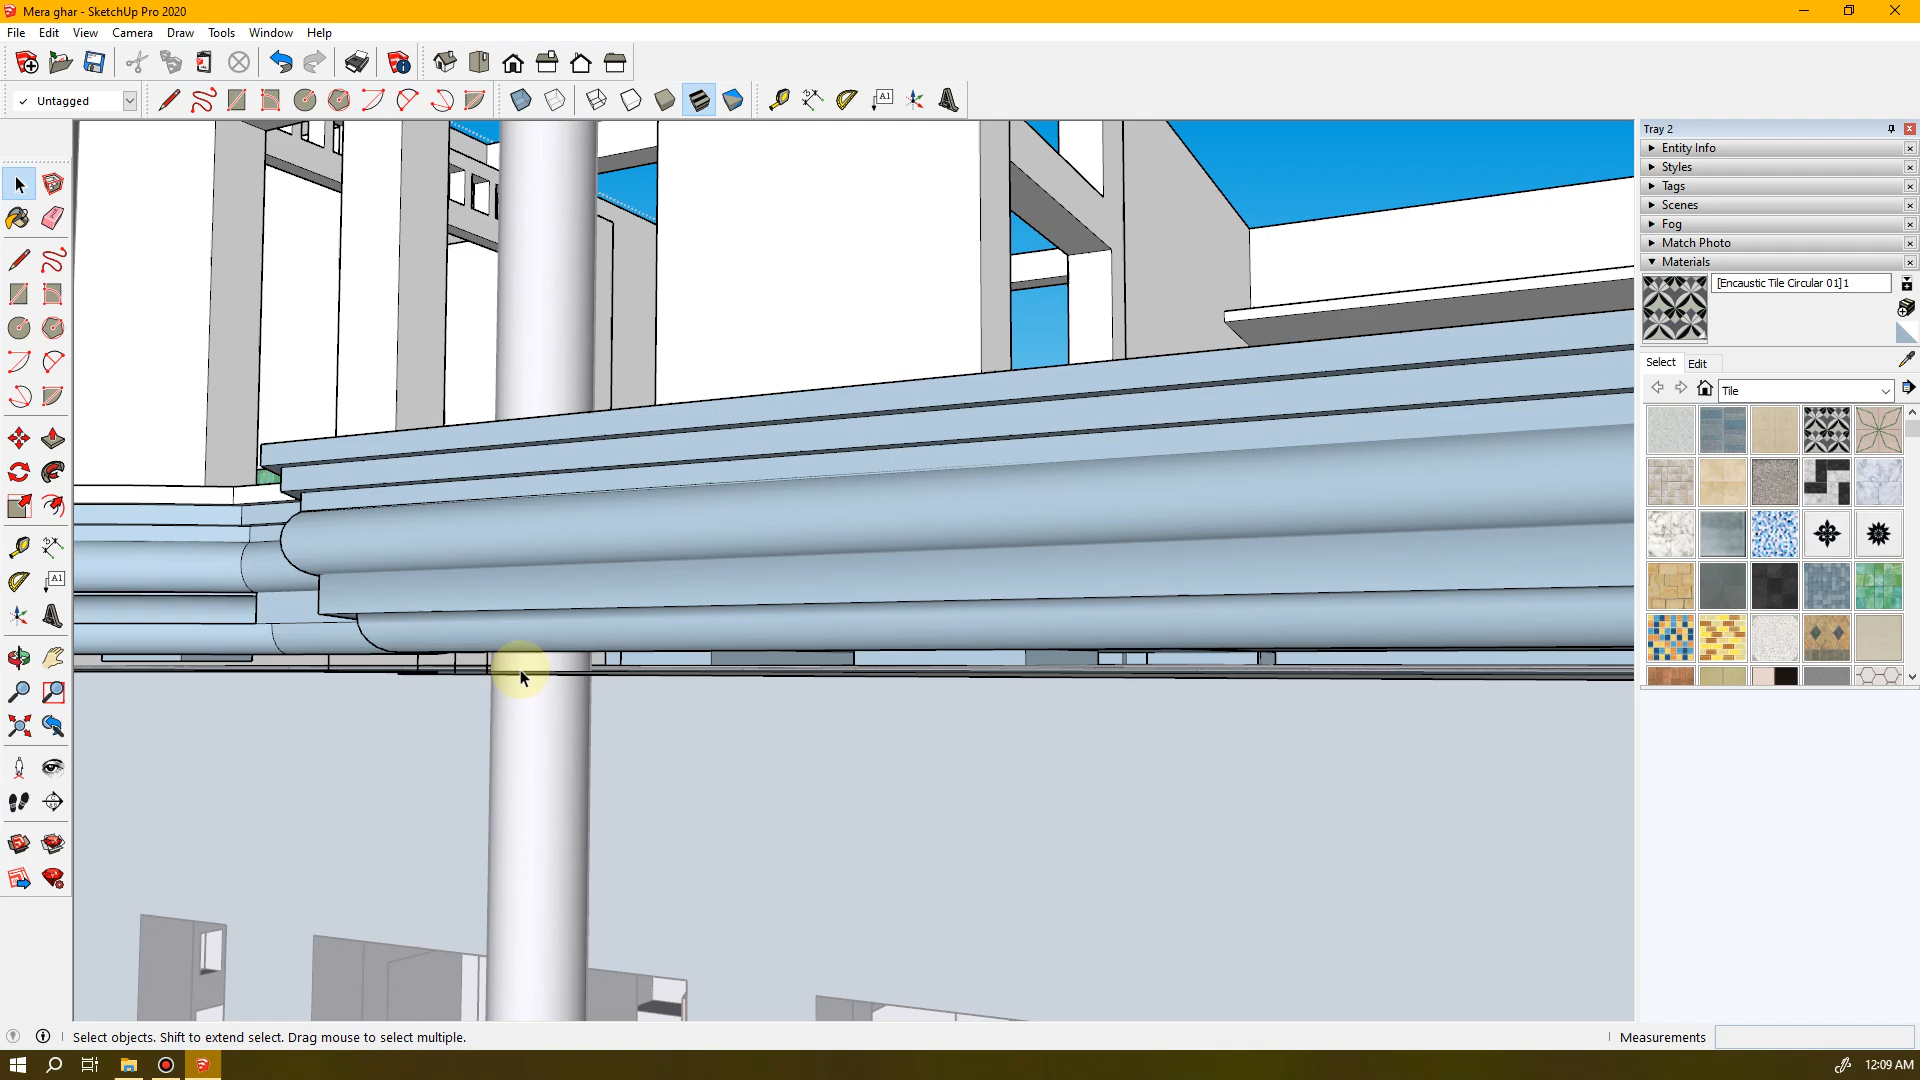 Mera ghar - SketchUp Pro 2020
File Edit View Camera Draw Tools Window Help
Untagged
A1
Tray 2
Entity Info
Styles
Tags
Scenes
Fog
Match Photo
Materials
[Encaustic Tile Circular 01]1
Select Edit
Tile
A1
Select objects. Shift to extend select. Drag mouse to select multiple.
Measurements
12:09 AM